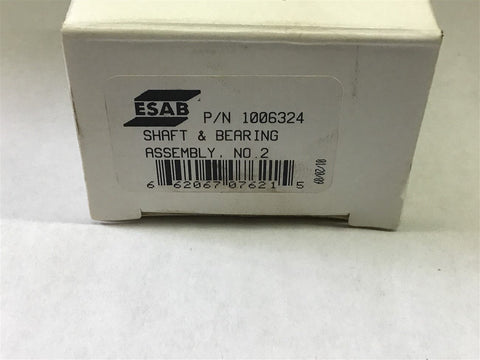 ESAB P/N 1006324
SHAFT & BEARING
ASSEMBLY, NO.2
6 62067 07621 5